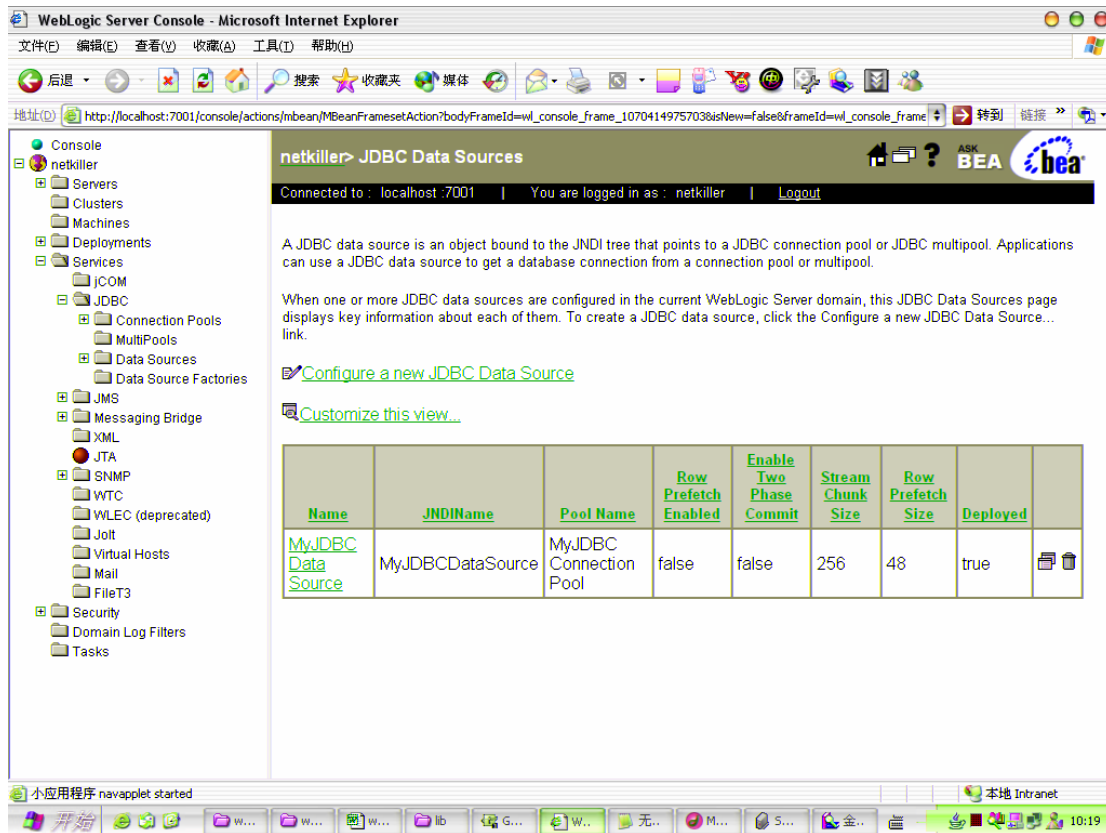 WebLogic Server Console - Microsoft Internet Explorer
文件(F) 编辑(E) 查看(V) 收藏(A) 工具(T) 帮助(H)
后退 搜索 收藏夹 媒体
地址(D) http://localhost:7001/console/actions/mbean/MBeanFramesetAction?bodyFrameId=wl_console_frame_1070414975703&isNew=false&frameId=wl_console_frame 转到 链接 »
Console
netkiller
Servers
Clusters
Machines
Deployments
Services
jCOM
JDBC
Connection Pools
MultiPools
Data Sources
Data Source Factories
JMS
Messaging Bridge
XML
JTA
SNMP
WTC
WLEC (deprecated)
Jolt
Virtual Hosts
Mail
FileT3
Security
Domain Log Filters
Tasks
netkiller> JDBC Data Sources
? ASK BEA bea
Connected to : localhost :7001 | You are logged in as : netkiller | Logout
A JDBC data source is an object bound to the JNDI tree that points to a JDBC connection pool or JDBC multipool. Applications
can use a JDBC data source to get a database connection from a connection pool or multipool.
When one or more JDBC data sources are configured in the current WebLogic Server domain, this JDBC Data Sources page
displays key information about each of them. To create a JDBC data source, click the Configure a new JDBC Data Source...
link.
Configure a new JDBC Data Source
Customize this view...
Name JNDIName Pool Name Row Prefetch Enabled Enable Two Phase Commit Stream Chunk Size Row Prefetch Size Deployed
MyJDBC Data Source MyJDBCDataSource MyJDBC Connection Pool false false 256 48 true
小应用程序 navapplet started 本地 Intranet
开始 w... w... w... lib G... W.. 无.. M... S... 金.. 10:19